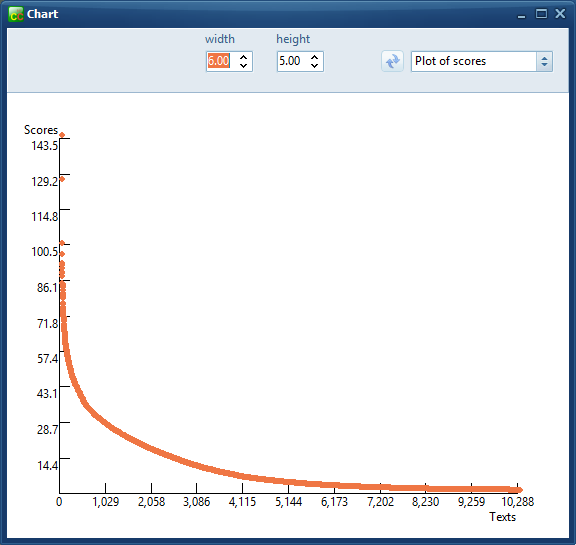 Chart
width height
6.00 5.00 Plot of scores
Scores
143.5
129.2
114.8
100.5
86.1
71.8
57.4
43.1
28.7
14.4
0 1,029 2,058 3,086 4,115 5,144 6,173 7,202 8,230 9,259 10,288
Texts